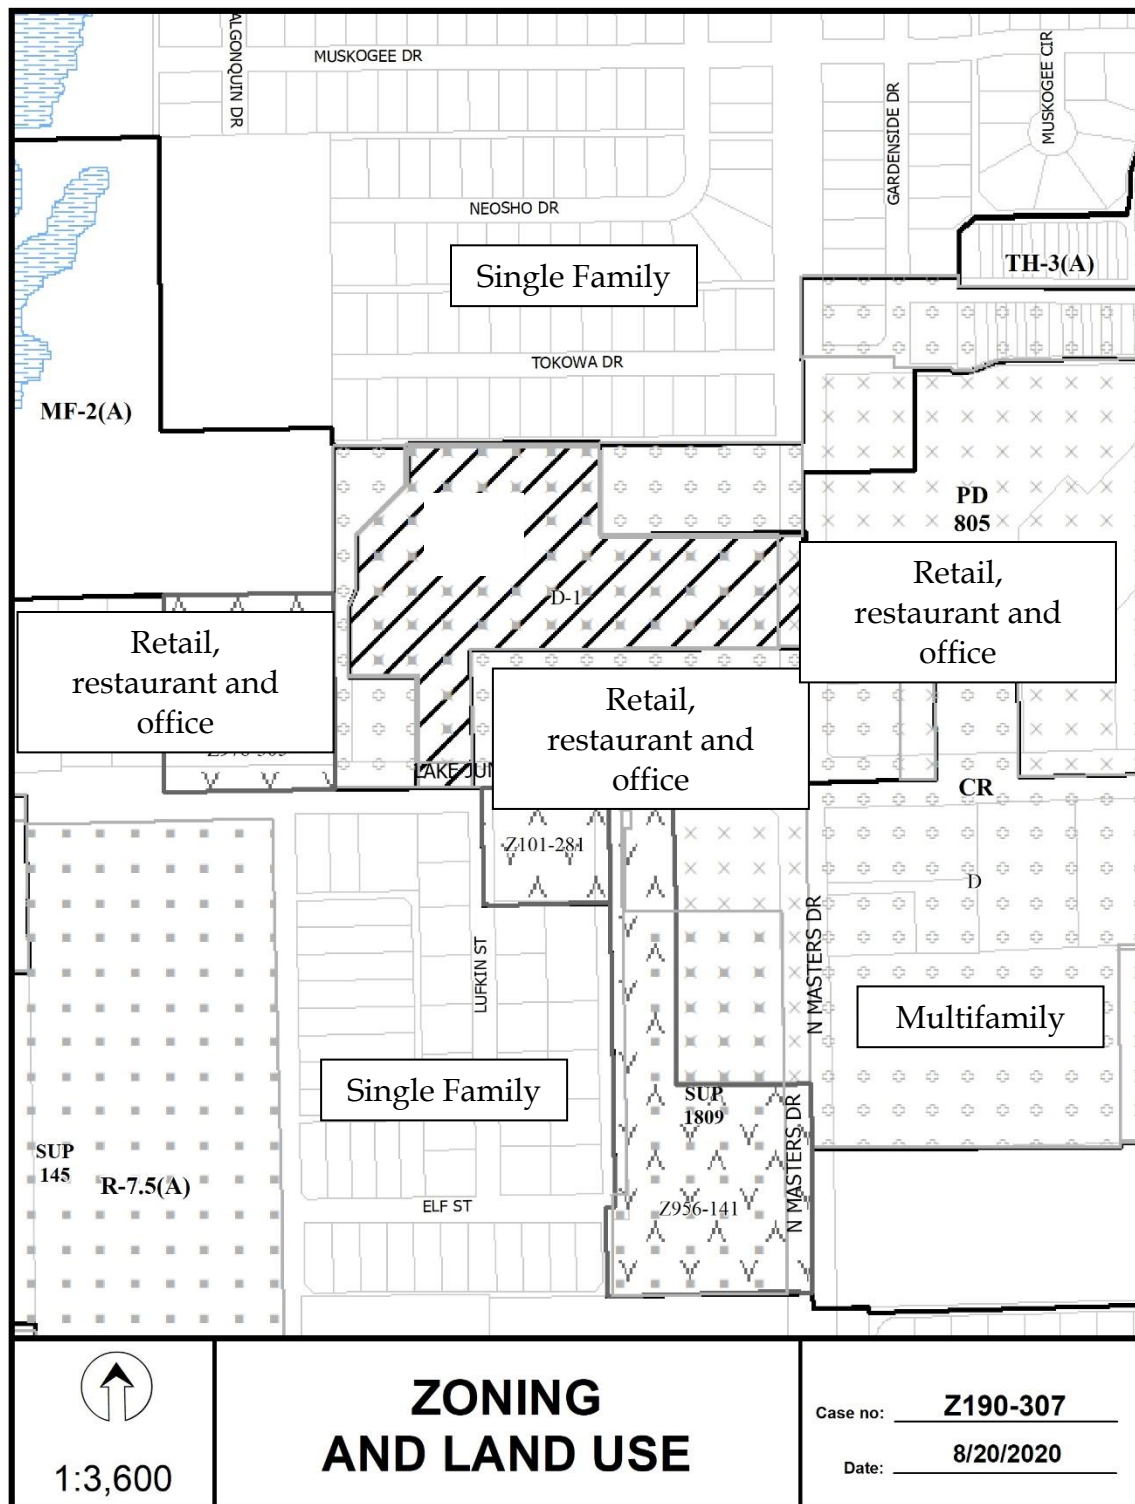 ALGONQUIN DR
MUSKOGEE DR
MUSKOGEE CIR
GARDENSIDE DR
NEOSHO DR
Single Family
TH-3(A)
TOKOWA DR
MF-2(A)
PD
805
D-1
Retail,
restaurant and
office
Retail,
restaurant and
office
Retail,
restaurant and
office
LAKE JUN
CR
Z101-281
D
LUFKIN ST
N MASTERS DR
Multifamily
Single Family
SUP
1809
SUP
145
R-7.5(A)
N MASTERS DR
ELF ST
Z956-141
1:3,600
ZONING
AND LAND USE
Case no: Z190-307
Date: 8/20/2020